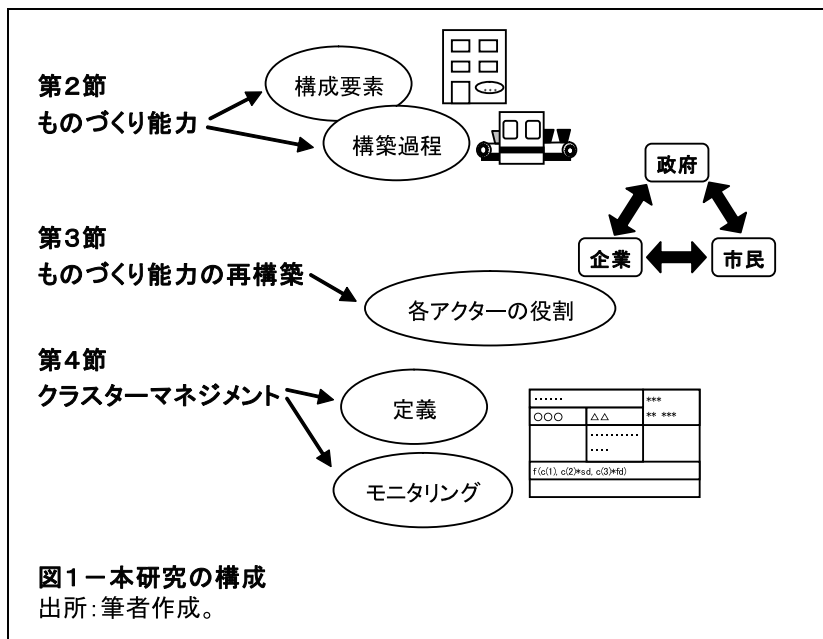 第2節
ものづくり能力
構成要素
...
構築過程
政府
企業
市民
第3節
ものづくり能力の再構築
各アクターの役割
第4節
クラスターマネジメント
定義
モニタリング
......
***
○○○
△△
** ***
..........
....
f(c(1), c(2)*sd, c(3)*fd)
図1－本研究の構成
出所：筆者作成。